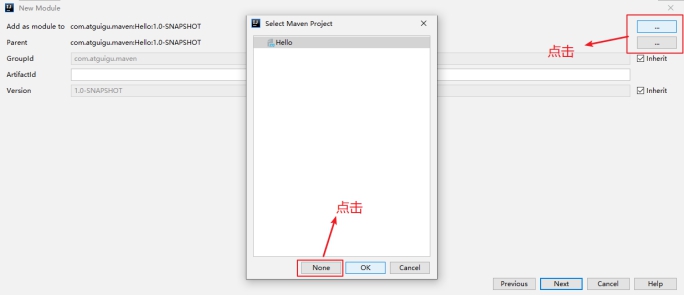 New Module
Add as module to com.atguigu.maven:Hello:1.0-SNAPSHOT
...
Parent com.atguigu.maven:Hello:1.0-SNAPSHOT
...
点击
GroupId com.atguigu.maven
Inherit
ArtifactId
Version 1.0-SNAPSHOT
Inherit
Select Maven Project
Hello
点击
None OK Cancel
Previous Next Cancel Help